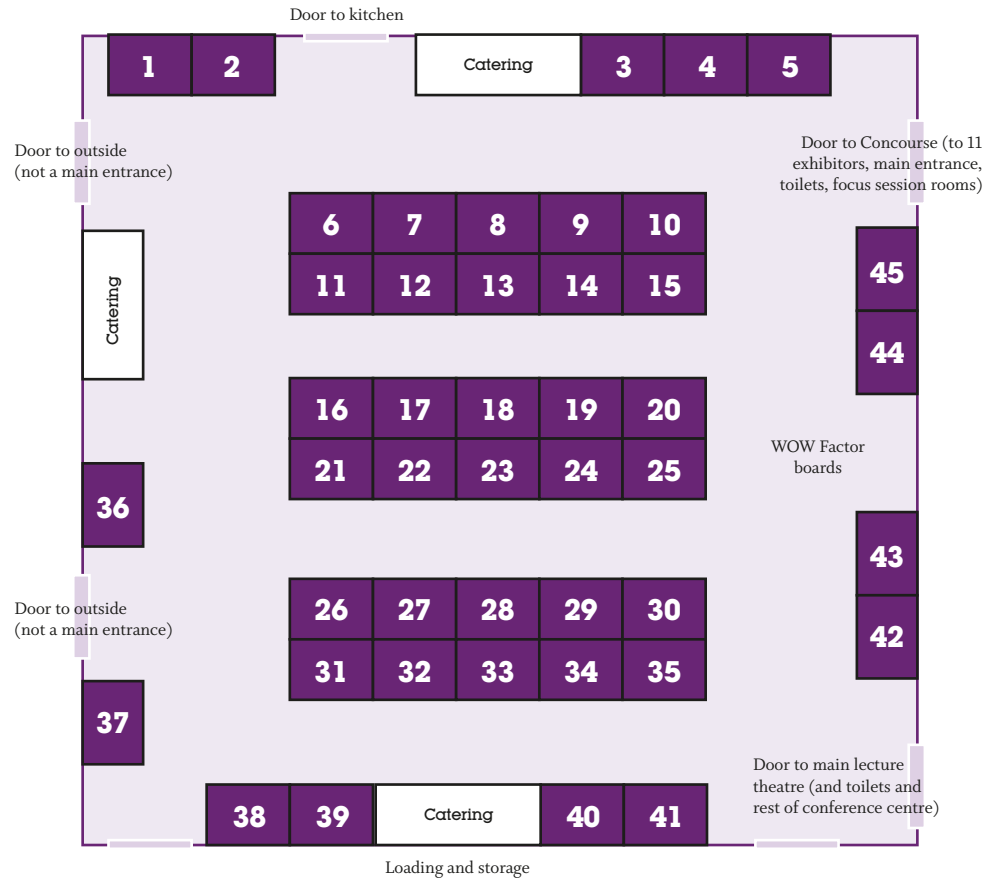 Door to kitchen
1 2 Catering 3 4 5
Door to outside
(not a main entrance)
Door to Concourse (to 11
exhibitors, main entrance,
toilets, focus session rooms)
6 7 8 9 10
11 12 13 14 15
Catering
45
44
16 17 18 19 20
21 22 23 24 25
WOW Factor
boards
36
43
42
26 27 28 29 30
31 32 33 34 35
Door to outside
(not a main entrance)
37
Door to main lecture
theatre (and toilets and
rest of conference centre)
38 39 Catering 40 41
Loading and storage